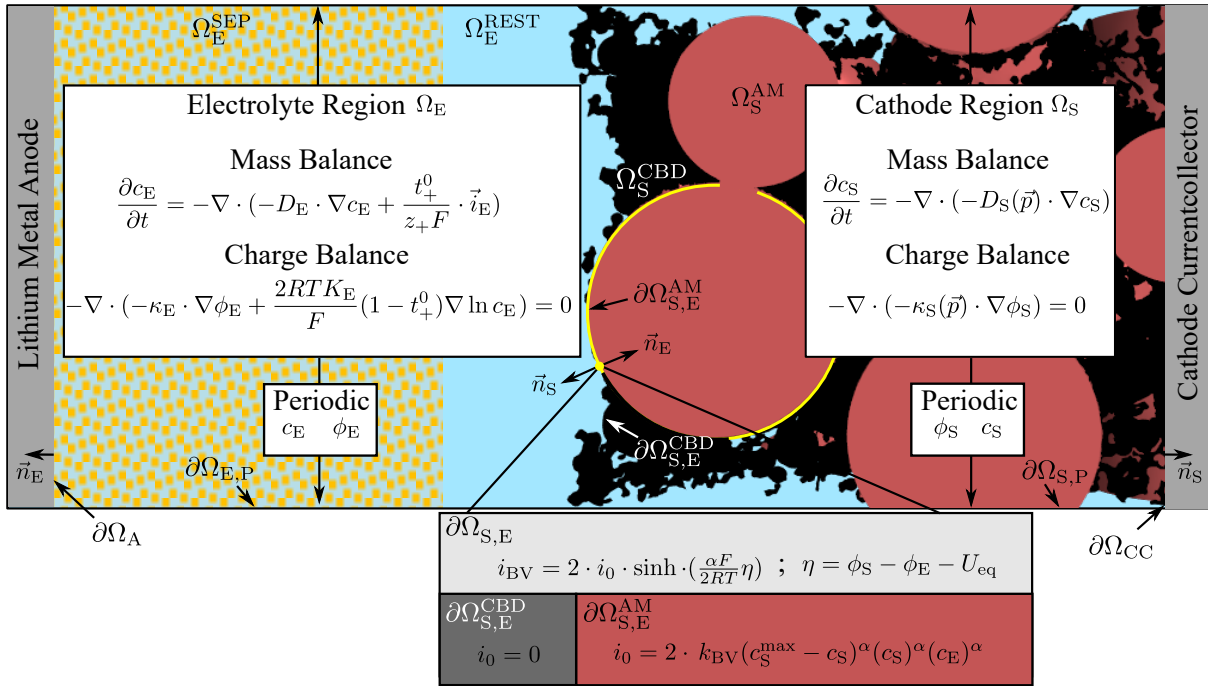 Ω_E^SEP
Ω_E^REST
Ω_S^AM
Ω_S^CBD
Lithium Metal Anode
Electrolyte Region Ω_E
Mass Balance
∂c_E/∂t = −∇ · (−D_E · ∇c_E + t_+^0/(z_+F) · i⃗_E)
Charge Balance
−∇ · (−κ_E · ∇ϕ_E + 2RTK_E/F (1 − t_+^0)∇ ln c_E) = 0
Cathode Region Ω_S
Mass Balance
∂c_S/∂t = −∇ · (−D_S(p⃗) · ∇c_S)
Charge Balance
−∇ · (−κ_S(p⃗) · ∇ϕ_S) = 0
Cathode Currentcollector
∂Ω_S,E^AM
n⃗_E
n⃗_S
Periodic
c_E ϕ_E
Periodic
ϕ_S c_S
∂Ω_S,E^CBD
n⃗_E
∂Ω_E,P
∂Ω_S,P
n⃗_S
∂Ω_A
∂Ω_CC
∂Ω_S,E
i_BV = 2 · i_0 · sinh ·(αF/2RT η) ; η = ϕ_S − ϕ_E − U_eq
∂Ω_S,E^CBD
i_0 = 0
∂Ω_S,E^AM
i_0 = 2 · k_BV(c_S^max − c_S)^α(c_S)^α(c_E)^α